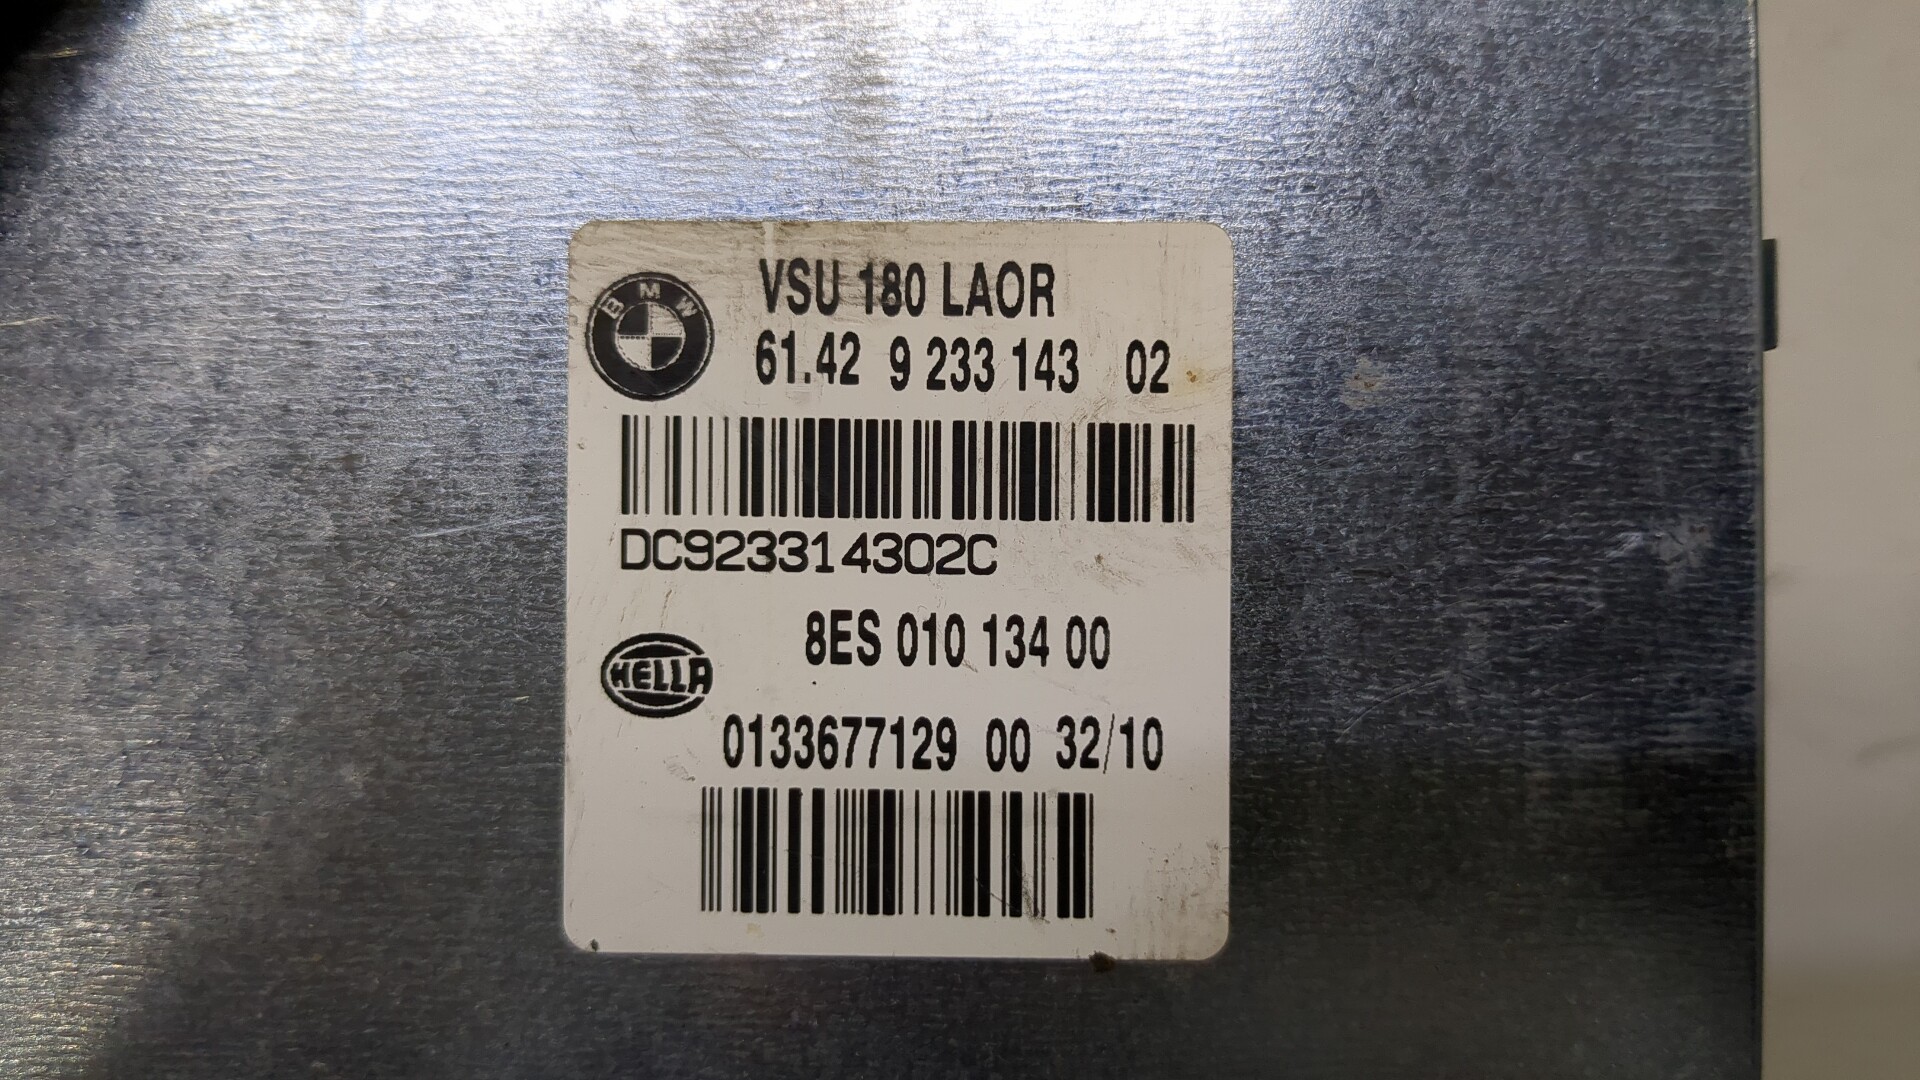 BMW
VSU 180 LAOR
61.42 9 233 143 02
DC923314302C
8ES 010 134 00
HELLA
0133677129 00 32/10